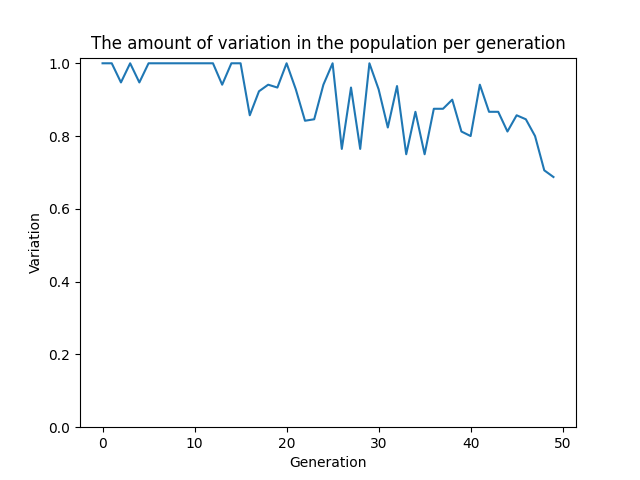 The amount of variation in the population per generation
1.0
0.8
0.6
0.4
0.2
0.0
Variation
0 10 20 30 40 50
Generation